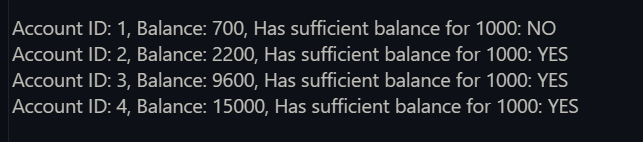 Account ID: 1, Balance: 700, Has sufficient balance for 1000: NO
Account ID: 2, Balance: 2200, Has sufficient balance for 1000: YES
Account ID: 3, Balance: 9600, Has sufficient balance for 1000: YES
Account ID: 4, Balance: 15000, Has sufficient balance for 1000: YES